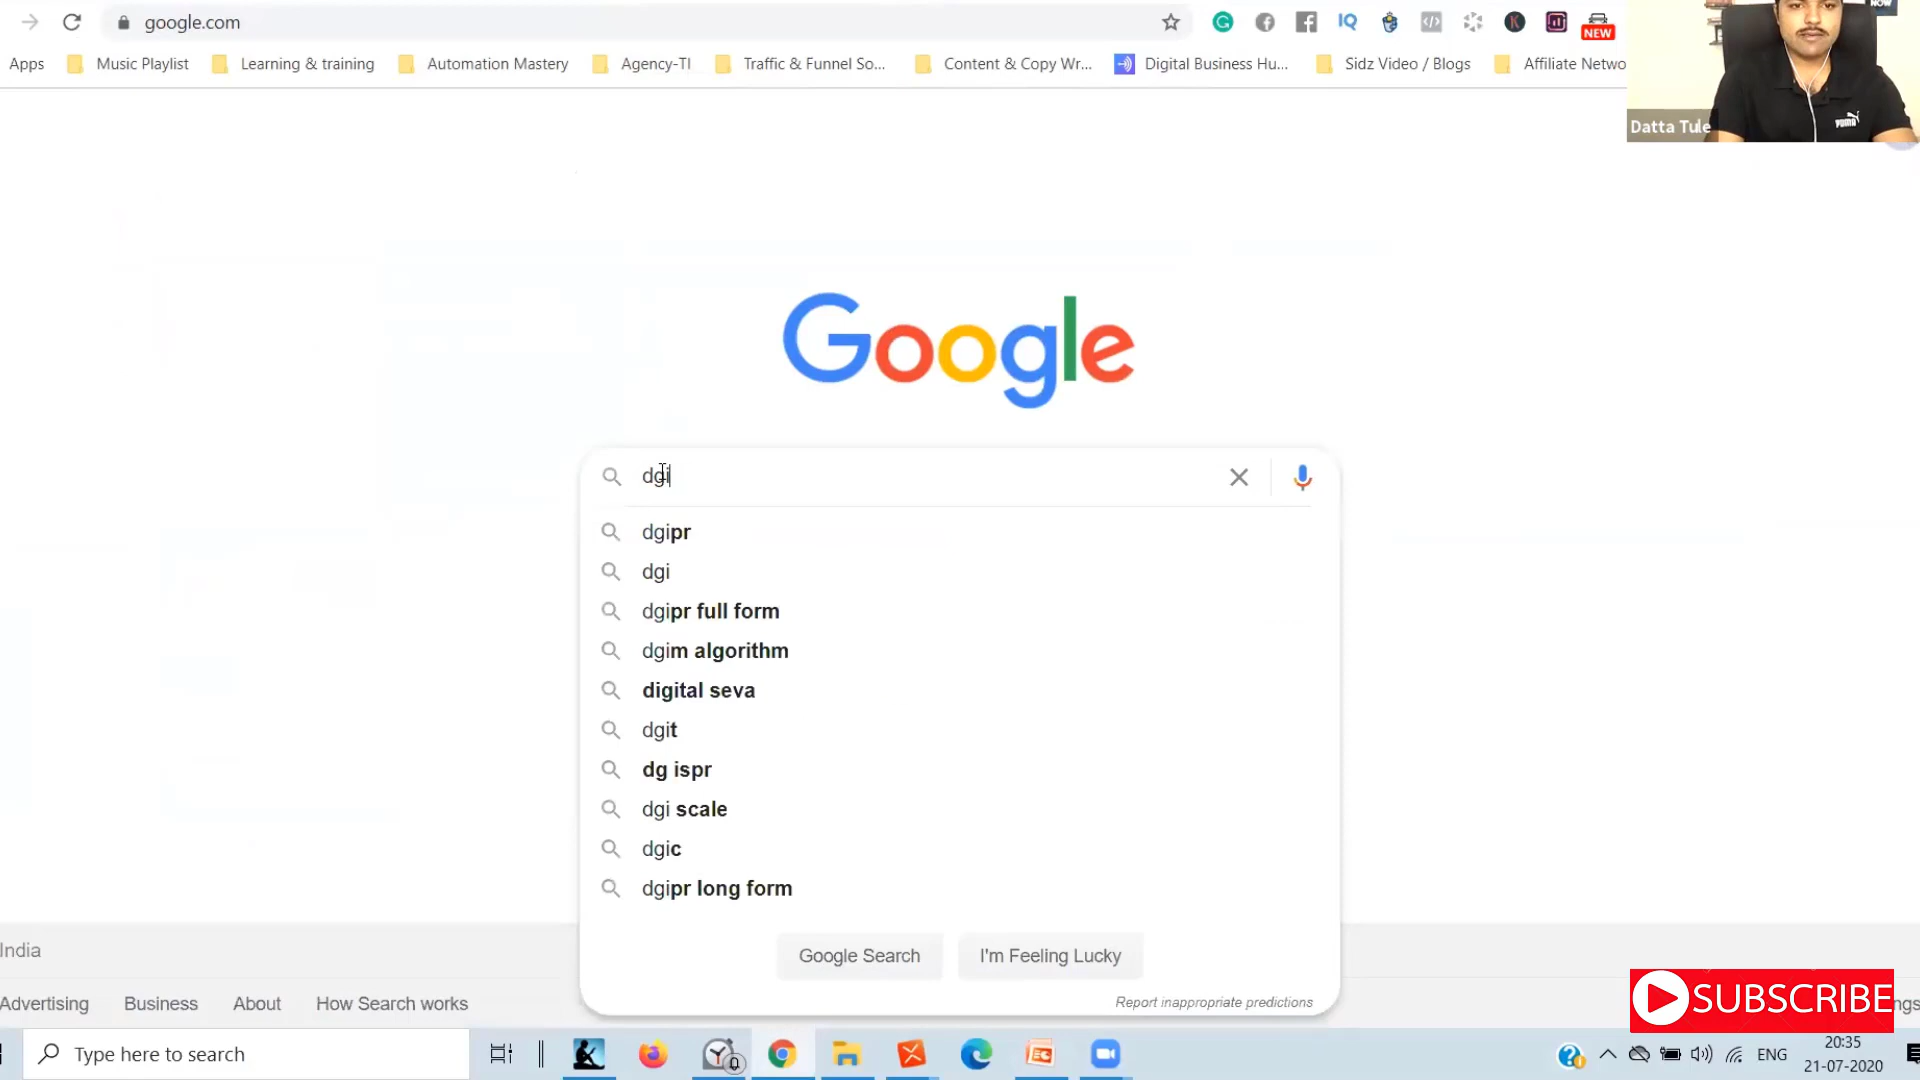 google.com
NEW
NOW
Apps Music Playlist Learning & training Automation Mastery Agency-TI Traffic & Funnel So... Content & Copy Wr... Digital Business Hu... Sidz Video / Blogs Affiliate Netwo
PUMA
Datta Tule
Google
dgi
dgipr
dgi
dgipr full form
dgim algorithm
digital seva
dgit
dg ispr
dgi scale
dgic
dgipr long form
Google Search I'm Feeling Lucky
Report inappropriate predictions
India
Advertising Business About How Search works
SUBSCRIBE
ngs
Type here to search
ENG
20:35
21-07-2020